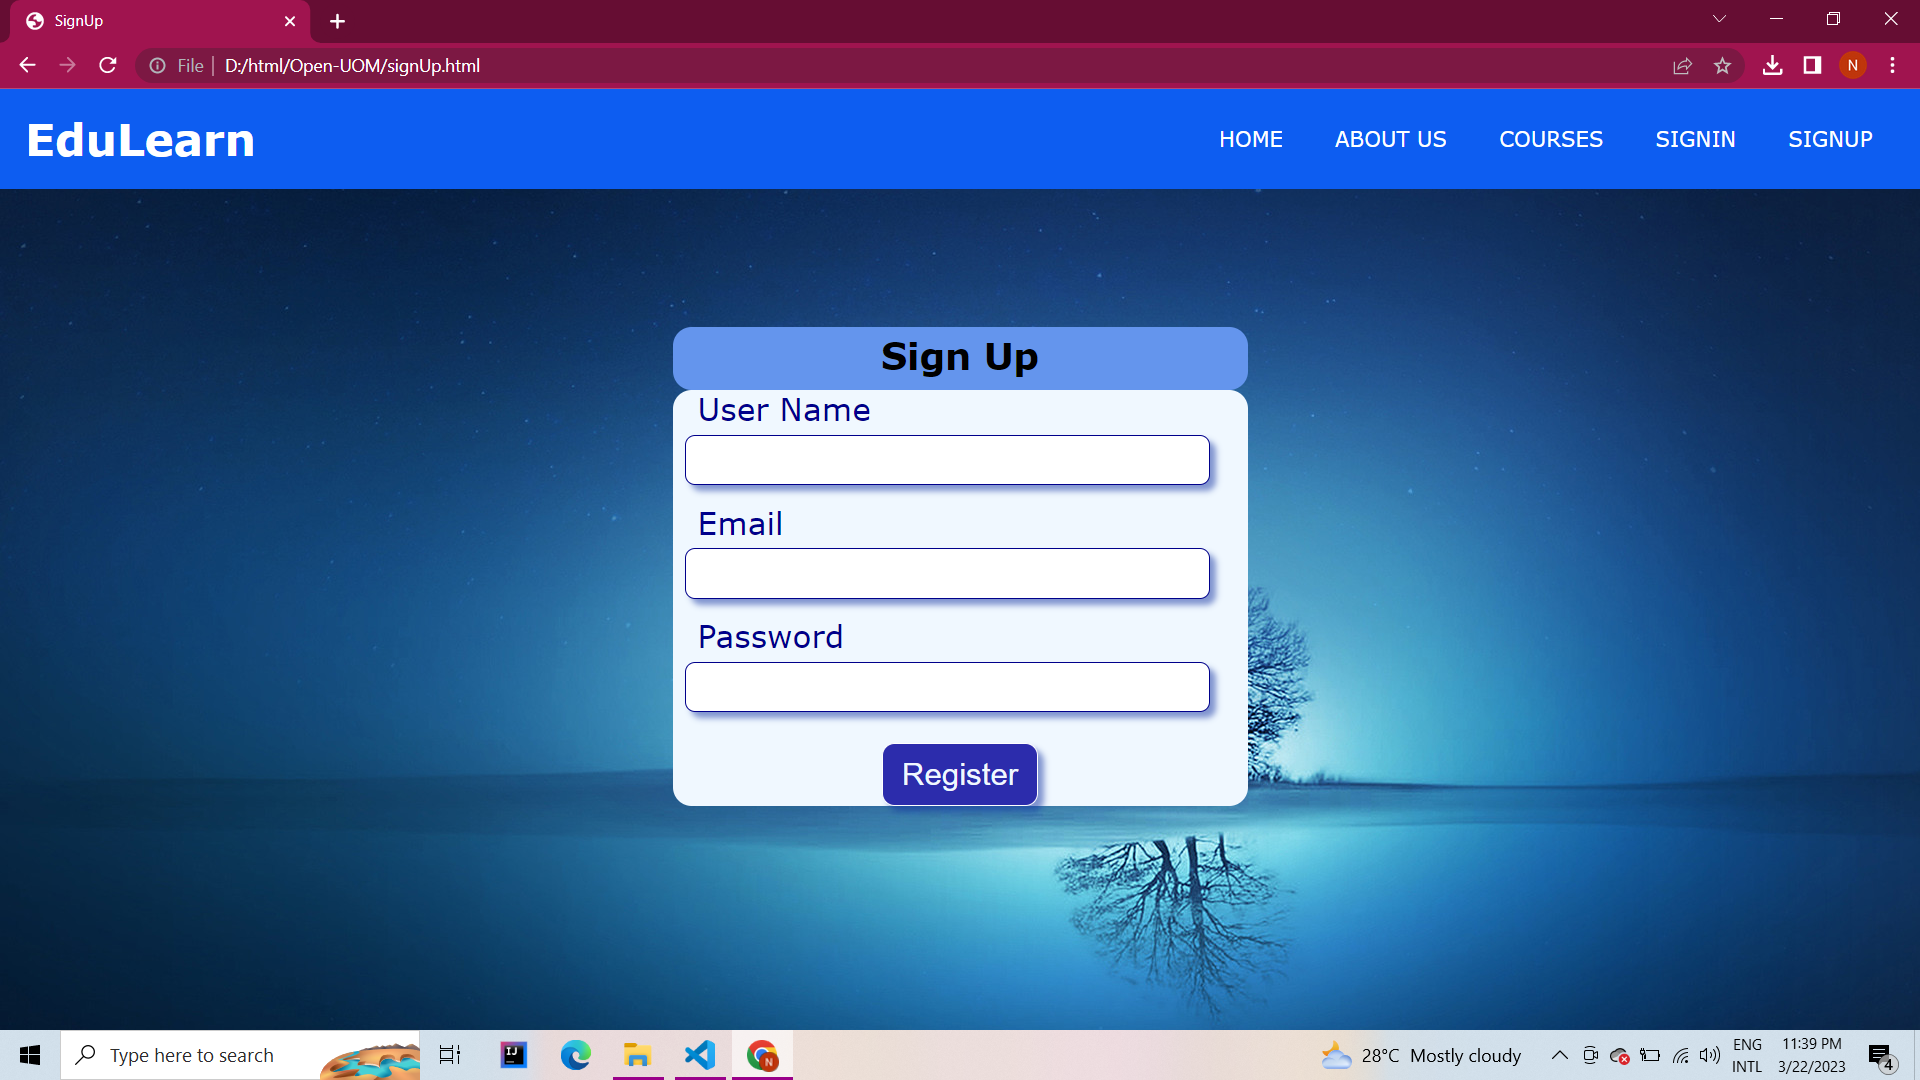 SignUp
File | D:/html/Open-UOM/signUp.html
N
EduLearn
HOME ABOUT US COURSES SIGNIN SIGNUP
Sign Up
User Name
Email
Password
Register
Type here to search
IJ
N
28°C Mostly cloudy
ENG
INTL
11:39 PM
3/22/2023
4